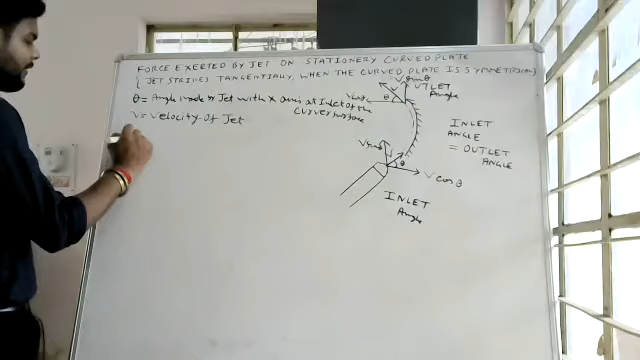 FORCE EXERTED BY JET ON STATIONERY CURVED PLATE
[ JET STRIKES TANGENTIALLY, WHEN THE CURVED PLATE IS SYMMETRICAL]
θ = Angle made by Jet with x axis at inlet of the
curve surface
v = velocity of Jet
V sinθ
V cosθ
θ
OUTLET
Angle
INLET
ANGLE
= OUTLET
ANGLE
V sinθ
θ
V cosθ
INLET
Angle